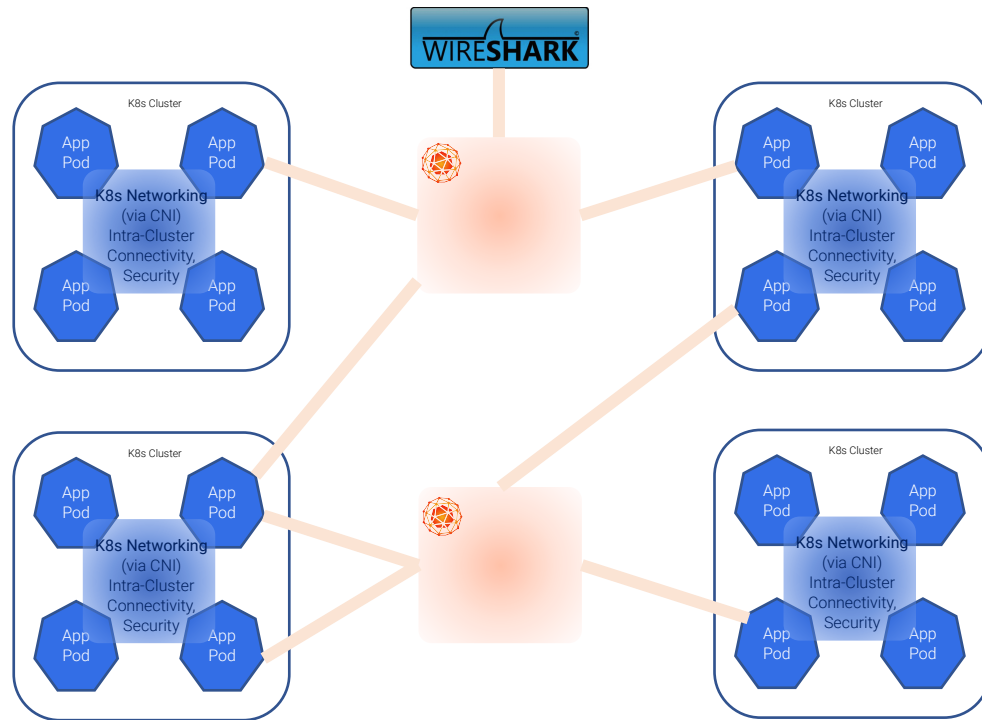 WIRESHARK
©
K8s Cluster
App
Pod
App
Pod
K8s Networking
(via CNI)
Intra-Cluster
Connectivity,
Security
App
Pod
App
Pod
K8s Cluster
App
Pod
App
Pod
K8s Networking
(via CNI)
Intra-Cluster
Connectivity,
Security
App
Pod
App
Pod
K8s Cluster
App
Pod
App
Pod
K8s Networking
(via CNI)
Intra-Cluster
Connectivity,
Security
App
Pod
App
Pod
K8s Cluster
App
Pod
App
Pod
K8s Networking
(via CNI)
Intra-Cluster
Connectivity,
Security
App
Pod
App
Pod